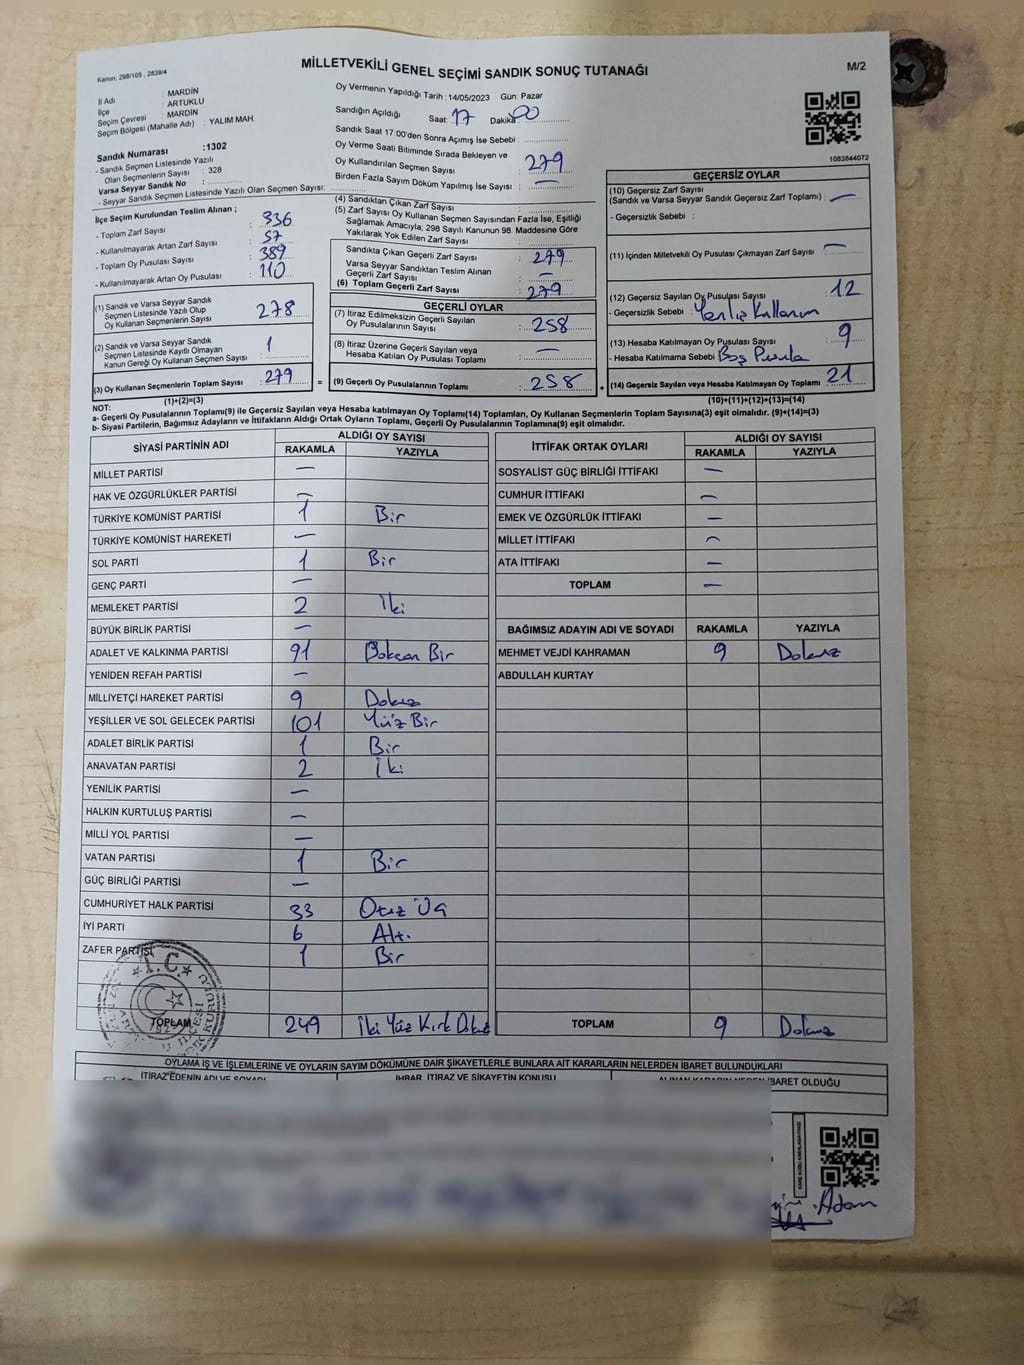 Kanun; 298/105 , 2839/4
MİLLETVEKİLİ GENEL SEÇİMİ SANDIK SONUÇ TUTANAĞI
M/2
İl Adı : MARDİN
İlçe : ARTUKLU
Seçim Çevresi : MARDİN
Seçim Bölgesi (Mahalle Adı) : YALIM MAH.
Sandık Numarası :1302
- Sandık Seçmen Listesinde Yazılı
Olan Seçmenlerin Sayısı : 328
Varsa Seyyar Sandık No :
- Seyyar Sandık Seçmen Listesinde Yazılı Olan Seçmen Sayısı:
İlçe Seçim Kurulundan Teslim Alınan ;
- Toplam Zarf Sayısı : 336
- Kullanılmayarak Artan Zarf Sayısı : 57
- Toplam Oy Pusulası Sayısı : 389
- Kullanılmayarak Artan Oy Pusulası : 110
(1) Sandık ve Varsa Seyyar Sandık
Seçmen Listesinde Yazılı Olup
Oy Kullanan Seçmenlerin Sayısı : 278
(2) Sandık ve Varsa Seyyar Sandık
Seçmen Listesinde Kayıtlı Olmayan
Kanun Gereği Oy Kullanan Seçmen Sayısı : 1
(3) Oy Kullanan Seçmenlerin Toplam Sayısı : 279 =
(1)+(2)=(3)
Oy Vermenin Yapıldığı Tarih :14/05/2023 Gün: Pazar
Sandığın Açıldığı Saat: 17 Dakika 00
Sandık Saat 17:00'den Sonra Açımış İse Sebebi :
Oy Verme Saati Bitiminde Sırada Bekleyen ve
Oy Kullandırılan Seçmen Sayısı : 279
Birden Fazla Sayım Döküm Yapılmış İse Sayısı : —
(4) Sandıktan Çıkan Zarf Sayısı :
(5) Zarf Sayısı Oy Kullanan Seçmen Sayısından Fazla İse, Eşitliği
Sağlamak Amacıyla; 298 Sayılı Kanunun 98. Maddesine Göre
Yakılarak Yok Edilen Zarf Sayısı :
Sandıkta Çıkan Geçerli Zarf Sayısı : 279
Varsa Seyyar Sandıktan Teslim Alınan
Geçerli Zarf Sayısı : —
(6) Toplam Geçerli Zarf Sayısı : 279
GEÇERLİ OYLAR
(7) İtiraz Edilmeksizin Geçerli Sayılan
Oy Pusulalarının Sayısı : 258
(8) İtiraz Üzerine Geçerli Sayılan veya
Hesaba Katılan Oy Pusulası Toplamı : —
(9) Geçerli Oy Pusulalarının Toplamı : 258 +
1083844072
GEÇERSİZ OYLAR
(10) Geçersiz Zarf Sayısı
(Sandık ve Varsa Seyyar Sandık Geçersiz Zarf Toplamı) : —
- Geçersizlik Sebebi :
(11) İçinden Milletvekili Oy Pusulası Çıkmayan Zarf Sayısı : —
(12) Geçersiz Sayılan Oy Pusulası Sayısı : 12
- Geçersizlik Sebebi : Yanlış Kullanım
(13) Hesaba Katılmayan Oy Pusulası Sayısı : 9
- Hesaba Katılmama Sebebi : Boş Pusula
(14) Geçersiz Sayılan veya Hesaba Katılmayan Oy Toplamı : 21
(10)+(11)+(12)+(13)=(14)
NOT:
a- Geçerli Oy Pusulalarının Toplamı(9) ile Geçersiz Sayılan veya Hesaba katılmayan Oy Toplamı(14) Toplamları, Oy Kullanan Seçmenlerin Toplam Sayısına(3) eşit olmalıdır. (9)+(14)=(3)
b- Siyasi Partilerin, Bağımsız Adayların ve İttifakların Aldığı Ortak Oyların Toplamı, Geçerli Oy Pusulalarının Toplamına(9) eşit olmalıdır.
SİYASİ PARTİNİN ADI ALDIĞI OY SAYISI
RAKAMLA YAZIYLA
MİLLET PARTİSİ —
HAK VE ÖZGÜRLÜKLER PARTİSİ —
TÜRKİYE KOMÜNİST PARTİSİ 1 Bir
TÜRKİYE KOMÜNİST HAREKETİ —
SOL PARTİ 1 Bir
GENÇ PARTİ —
MEMLEKET PARTİSİ 2 İki
BÜYÜK BİRLİK PARTİSİ —
ADALET VE KALKINMA PARTİSİ 91 Doksan Bir
YENİDEN REFAH PARTİSİ —
MİLLİYETÇİ HAREKET PARTİSİ 9 Dokuz
YEŞİLLER VE SOL GELECEK PARTİSİ 101 Yüz Bir
ADALET BİRLİK PARTİSİ 1 Bir
ANAVATAN PARTİSİ 2 İki
YENİLİK PARTİSİ —
HALKIN KURTULUŞ PARTİSİ —
MİLLİ YOL PARTİSİ —
VATAN PARTİSİ 1 Bir
GÜÇ BİRLİĞİ PARTİSİ —
CUMHURİYET HALK PARTİSİ 33 Otuz Üç
İYİ PARTİ 6 Altı
ZAFER PARTİSİ 1 Bir
TOPLAM 249 İki Yüz Kırk Dokuz
T.C.
İTTİFAK ORTAK OYLARI ALDIĞI OY SAYISI
RAKAMLA YAZIYLA
SOSYALİST GÜÇ BİRLİĞİ İTTİFAKI —
CUMHUR İTTİFAKI —
EMEK VE ÖZGÜRLÜK İTTİFAKI —
MİLLET İTTİFAKI —
ATA İTTİFAKI —
TOPLAM —
BAĞIMSIZ ADAYIN ADI VE SOYADI RAKAMLA YAZIYLA
MEHMET VEJDİ KAHRAMAN 9 Dokuz
ABDULLAH KURTAY
TOPLAM 9 Dokuz
OYLAMA İŞ VE İŞLEMLERİNE VE OYLARIN SAYIM DÖKÜMÜNE DAİR ŞİKAYETLERLE BUNLARA AİT KARARLARIN NELERDEN İBARET BULUNDUKLARI
İTİRAZ EDENİN ADI VE SOYADI
İHBAR, İTİRAZ VE ŞİKAYETİN KONUSU
ALINAN KARARIN NEDEN İBARET OLDUĞU
Adan